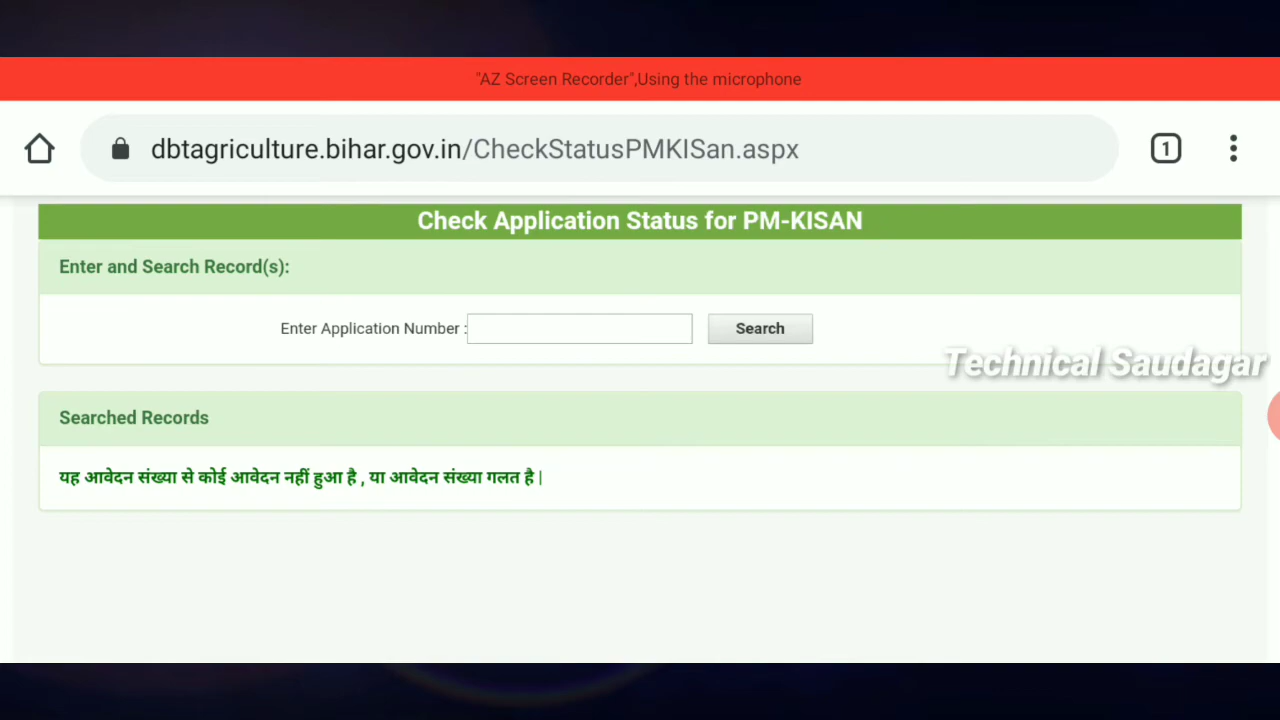 "AZ Screen Recorder",Using the microphone
dbtagriculture.bihar.gov.in/CheckStatusPMKISan.aspx
1
Check Application Status for PM-KISAN
Enter and Search Record(s):
Enter Application Number :
Search
Technical Saudagar
Searched Records
यह आवेदन संख्या से कोई आवेदन नहीं हुआ है , या आवेदन संख्या गलत है |